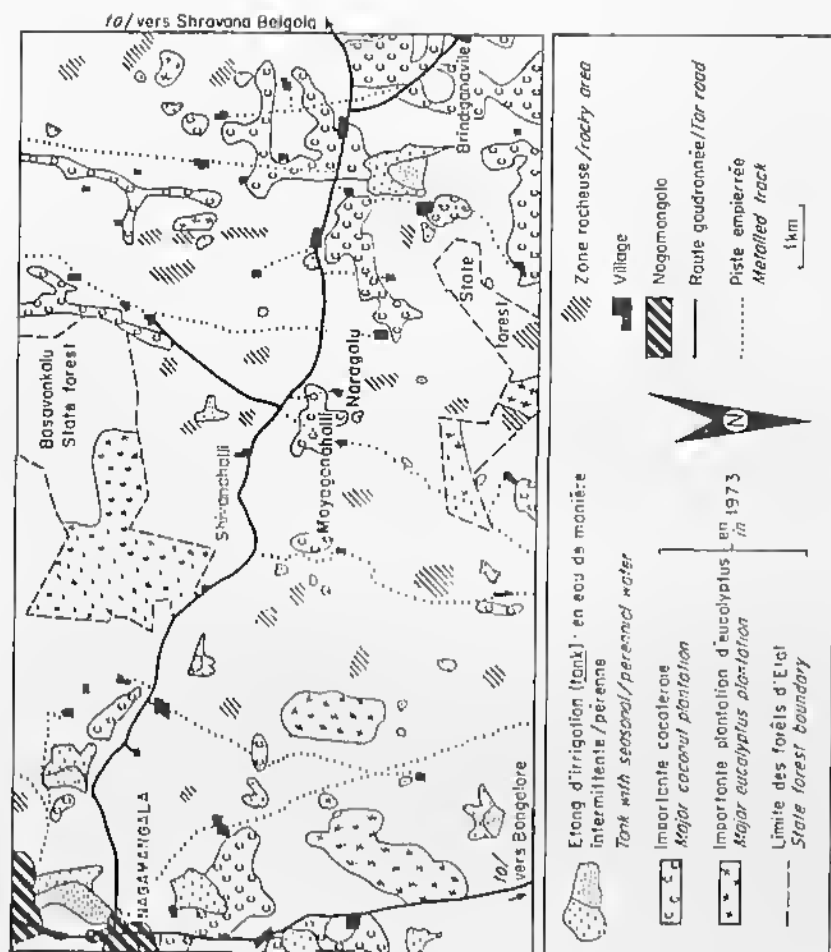 to/vers Shravana Belgola
Basavankalu
State forest
Brindiganavile
Shivanahalli
Mayaganahalli
Naragalu
State
forest
NAGAMANGALA
to/
vers Bangalore
Etang d'irrigation (tank): en eau de manière
intermittente/pérenne
Tank with seasonal/perennial water
Importante cocoteraie
Major coconut plantation
Importante plantation d'eucalyptus
Major eucalyptus plantation
en
in 1973
Limite des forêts d'Etat
State forest boundary
Zone rocheuse/rocky area
Village
Nagamangala
Route goudronnée/Tar road
Piste empierrée
Metalled track
1km
N